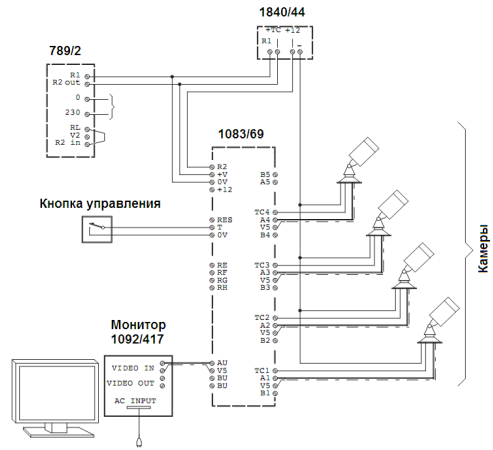 1840/44
+TC +12
R1 -
789/2
R1
R2 out
0
230
RL
V2
R2 in
1083/69
R2
+V
0V
+12
B5
A5
Кнопка управления
RES
T
0V
TC4
A4
V5
B4
RE
RF
RG
RH
TC3
A3
V5
B3
TC2
A2
V5
B2
Камеры
Монитор
1092/417
VIDEO IN
VIDEO OUT
AC INPUT
AU
V5
BU
BU
TC1
A1
V5
B1